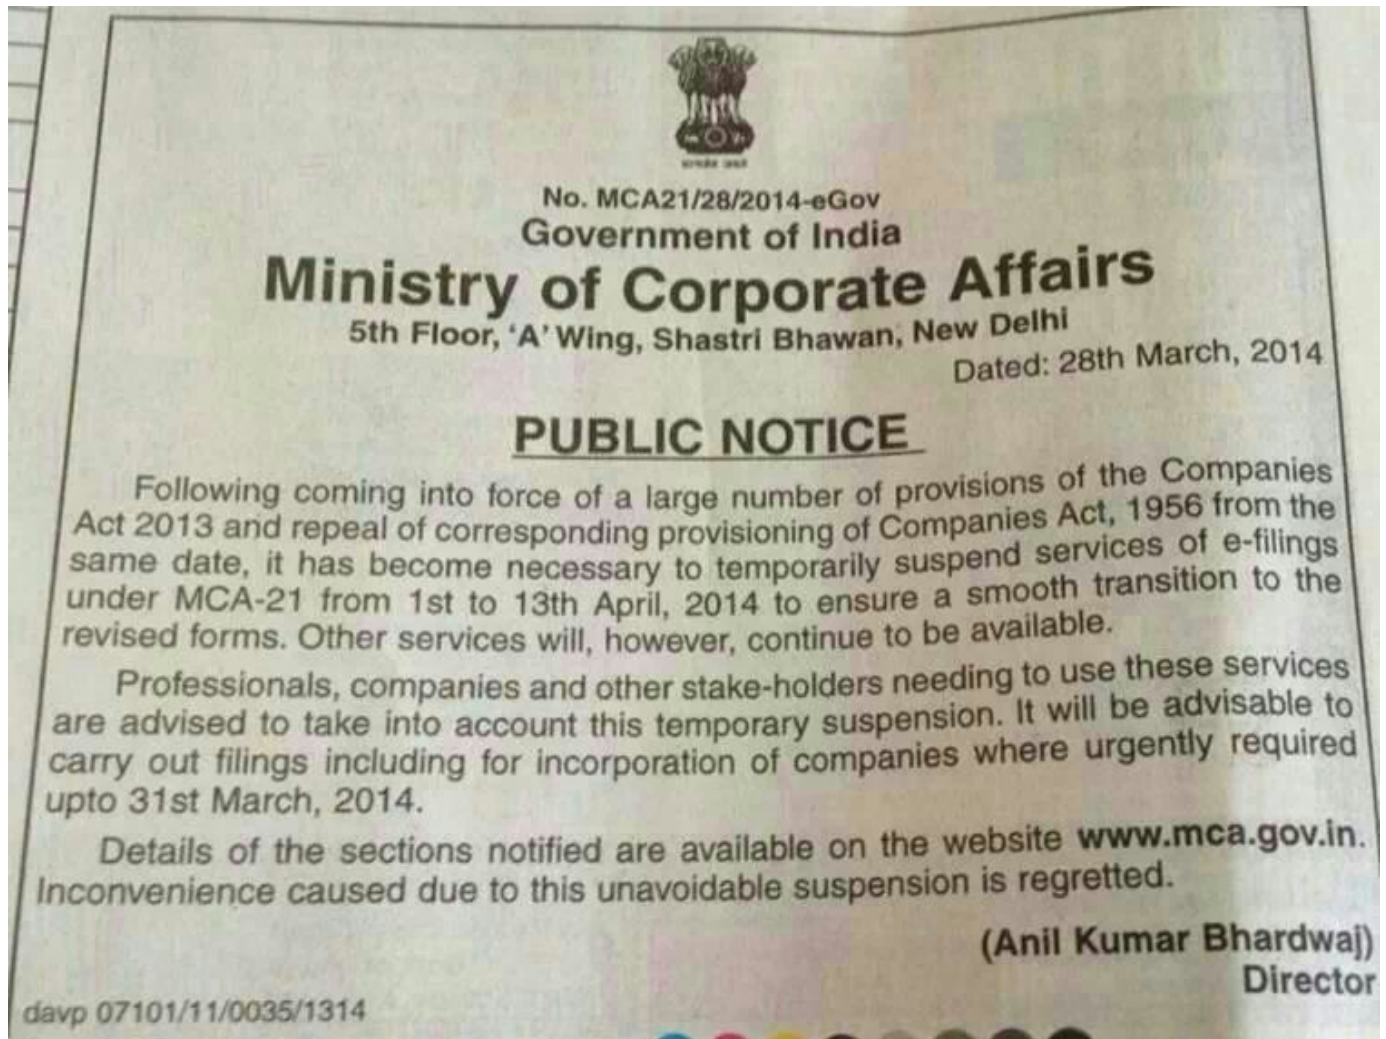 No. MCA21/28/2014-eGov
Government of India
Ministry of Corporate Affairs
5th Floor, ‘A’ Wing, Shastri Bhawan, New Delhi
Dated: 28th March, 2014
PUBLIC NOTICE
Following coming into force of a large number of provisions of the Companies
Act 2013 and repeal of corresponding provisioning of Companies Act, 1956 from the
same date, it has become necessary to temporarily suspend services of e-filings
under MCA-21 from 1st to 13th April, 2014 to ensure a smooth transition to the
revised forms. Other services will, however, continue to be available.
Professionals, companies and other stake-holders needing to use these services
are advised to take into account this temporary suspension. It will be advisable to
carry out filings including for incorporation of companies where urgently required
upto 31st March, 2014.
Details of the sections notified are available on the website www.mca.gov.in.
Inconvenience caused due to this unavoidable suspension is regretted.
(Anil Kumar Bhardwaj)
Director
davp 07101/11/0035/1314